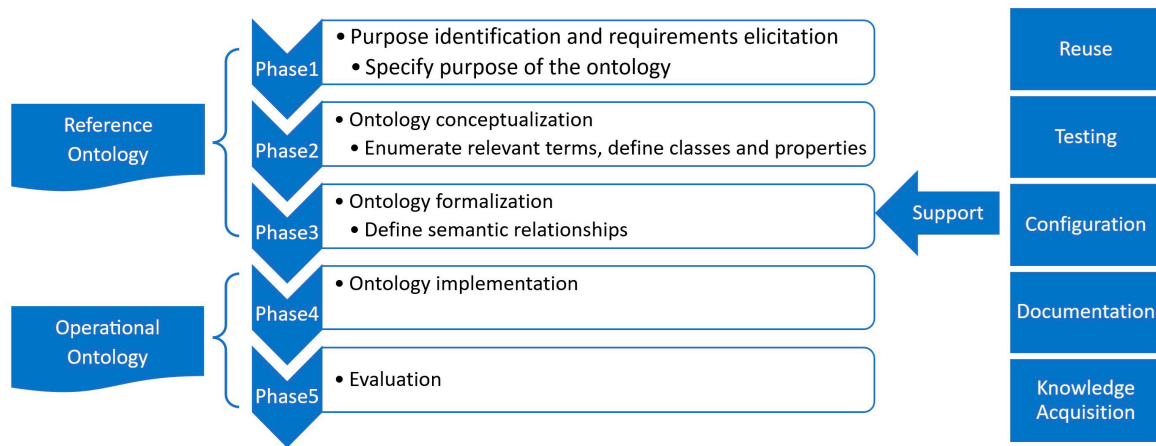 Reference
Ontology
Operational
Ontology
Phase1
• Purpose identification and requirements elicitation
• Specify purpose of the ontology
Phase2
• Ontology conceptualization
• Enumerate relevant terms, define classes and properties
Phase3
• Ontology formalization
• Define semantic relationships
Phase4
• Ontology implementation
Phase5
• Evaluation
Support
Reuse
Testing
Configuration
Documentation
Knowledge
Acquisition